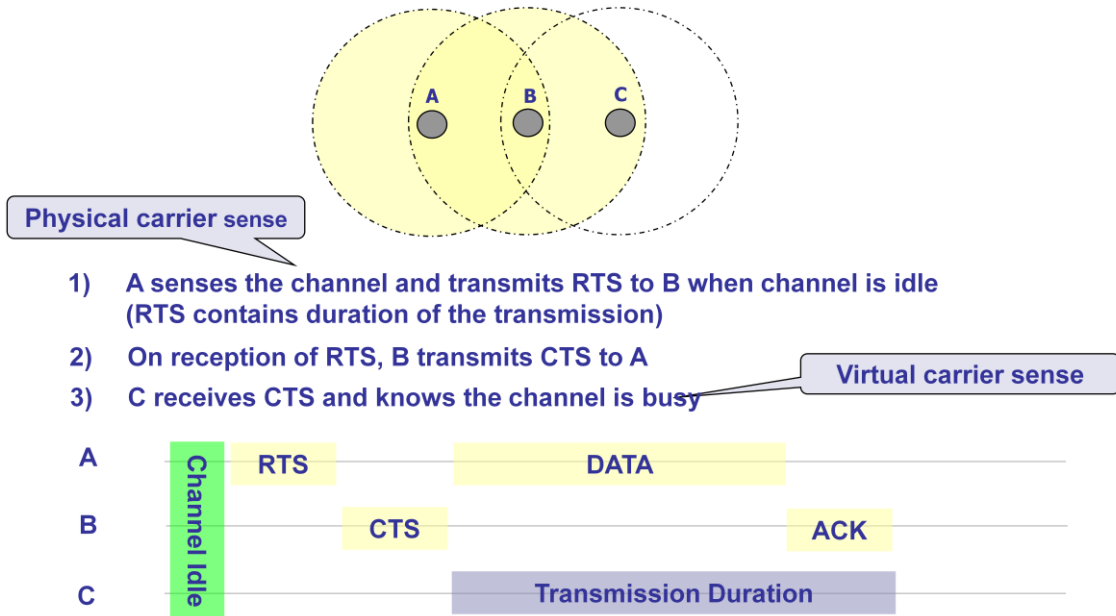 A B C
Physical carrier sense
1) A senses the channel and transmits RTS to B when channel is idle
(RTS contains duration of the transmission)
2) On reception of RTS, B transmits CTS to A
Virtual carrier sense
3) C receives CTS and knows the channel is busy
A RTS DATA
B CTS ACK
C Transmission Duration
Channel Idle